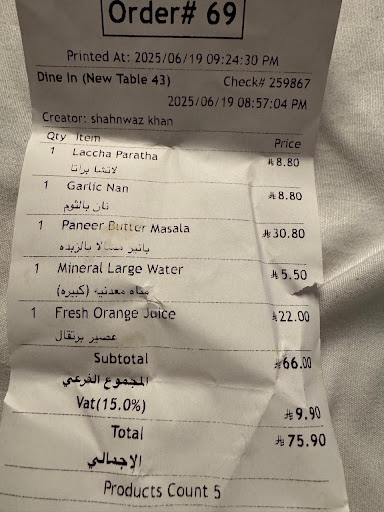 Order# 69
Printed At: 2025/06/19 09:24:30 PM
Dine In (New Table 43) Check# 259867
2025/06/19 08:57:04 PM
Creator: shahnwaz khan
Qty Item Price
1 Laccha Paratha ⃁8.80
لاتشا براتا
1 Garlic Nan ⃁8.80
نان بالثوم
1 Paneer Butter Masala ⃁30.80
بانير مسالا بالزبده
1 Mineral Large Water ⃁5.50
مياه معدنيه (كبيره)
1 Fresh Orange Juice ⃁22.00
عصير برتقال
Subtotal ⃁66.00
المجموع الفرعي
Vat(15.0%) ⃁9.90
Total ⃁75.90
الاجمالي
Products Count 5